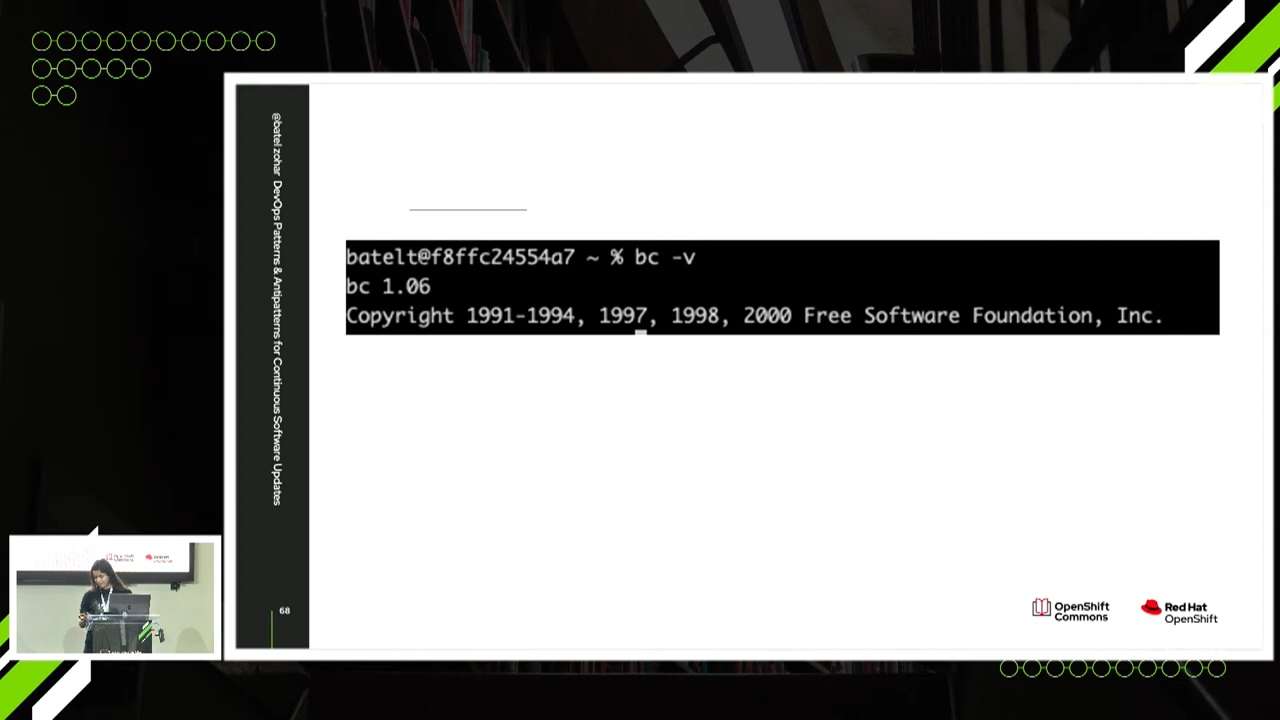 @batel zohar DevOps Patterns & Antipatterns for Continuous Software Updates
batelt@f8ffc24554a7 ~ % bc -v
bc 1.06
Copyright 1991-1994, 1997, 1998, 2000 Free Software Foundation, Inc.
68
OpenShift
Commons
Red Hat
OpenShift